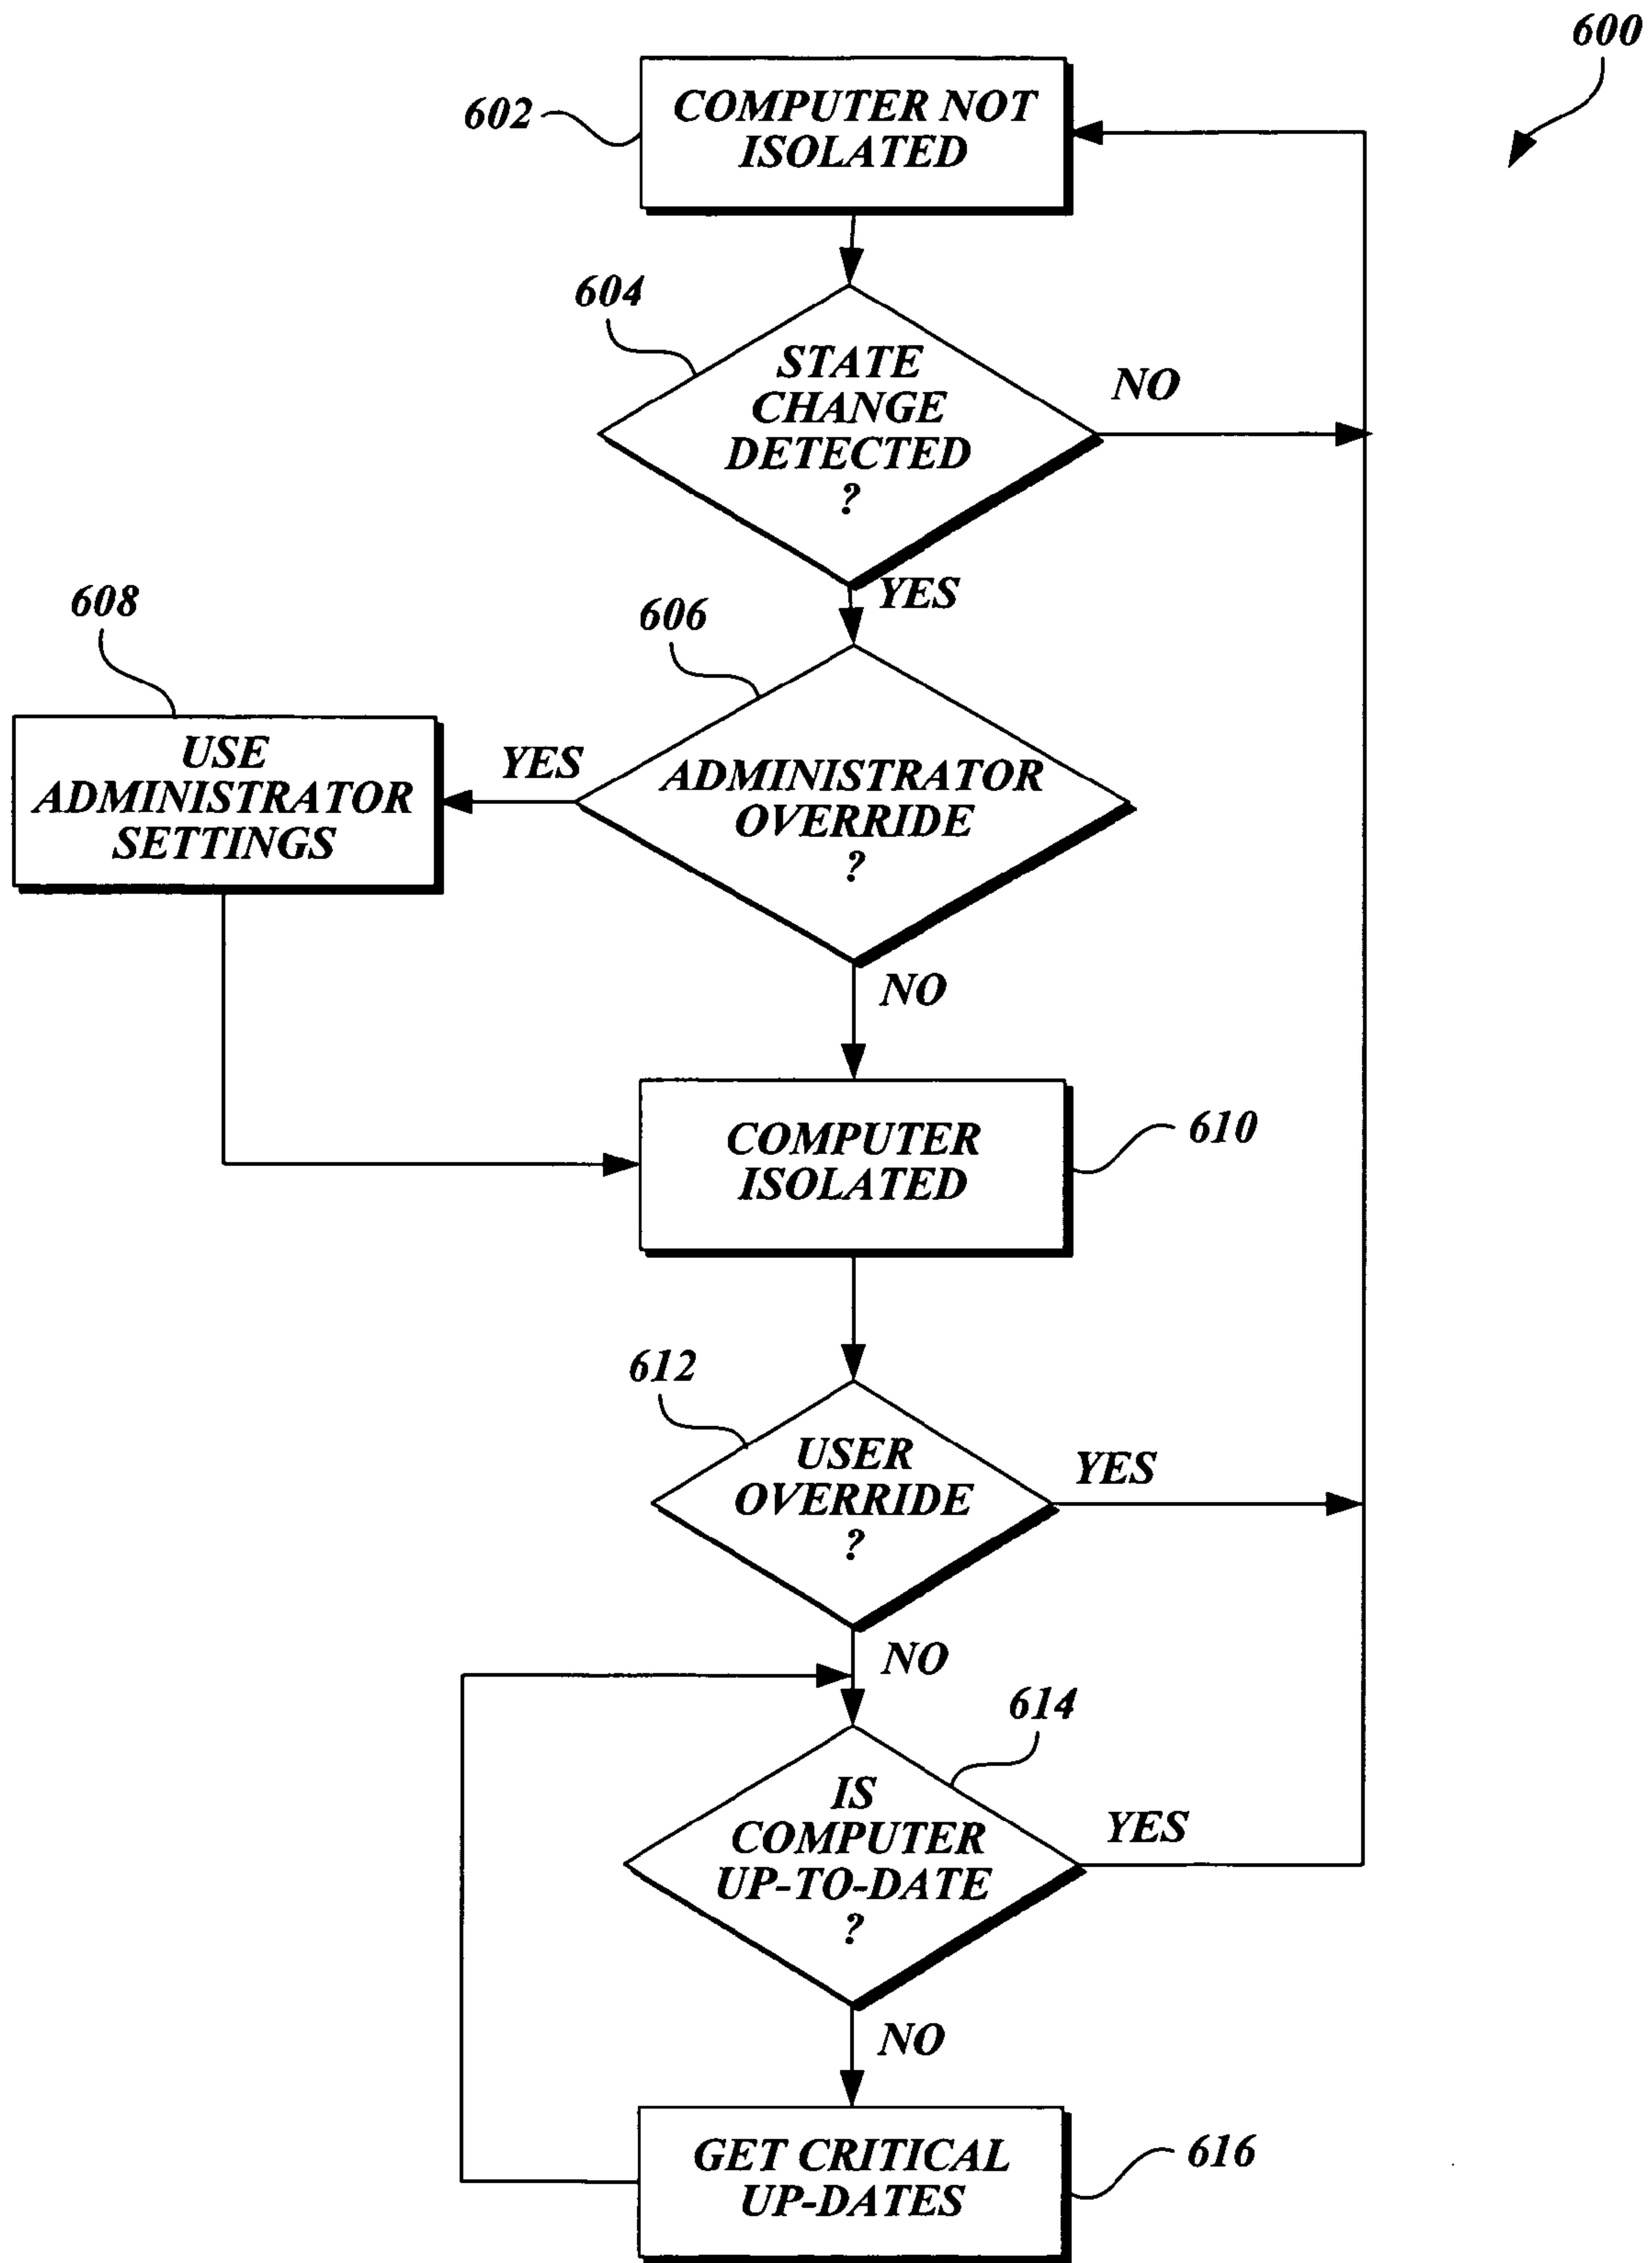 600
602
COMPUTER NOT
ISOLATED
604
STATE
CHANGE
DETECTED
?
NO
YES
608
606
USE
ADMINISTRATOR
SETTINGS
YES
ADMINISTRATOR
OVERRIDE
?
NO
COMPUTER
ISOLATED
610
612
USER
OVERRIDE
?
YES
NO
614
IS
COMPUTER
UP-TO-DATE
?
YES
NO
GET CRITICAL
UP-DATES
616